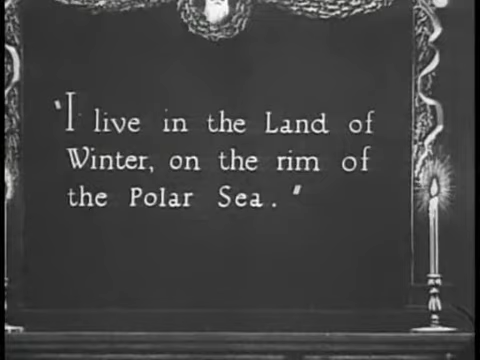 "I live in the Land of
Winter, on the rim of
the Polar Sea."